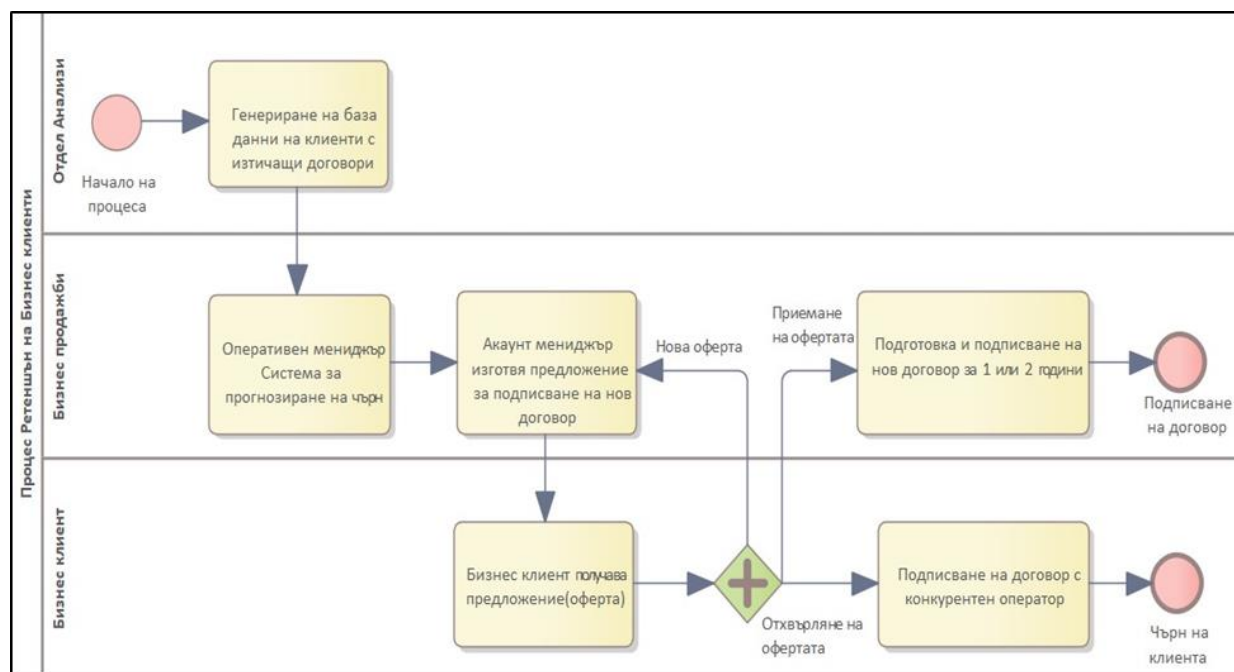 Процес Ретеншън на Бизнес клиенти
Отдел Анализи
Начало на
процеса
Генериране на база
данни на клиенти с
изтичащи договори
Бизнес продажби
Оперативен мениджър
Система за
прогнозиране на чърн
Акаунт мениджър
изготвя предложение
за подписване на нов
договор
Нова оферта
Приемане
на офертата
Подготовка и подписване на
нов договор за 1 или 2 години
Подписване
на договор
Бизнес клиент
Бизнес клиент получава
предложение(оферта)
Отхвърляне на
офертата
Подписване на договор с
конкурентен оператор
Чърн на
клиента